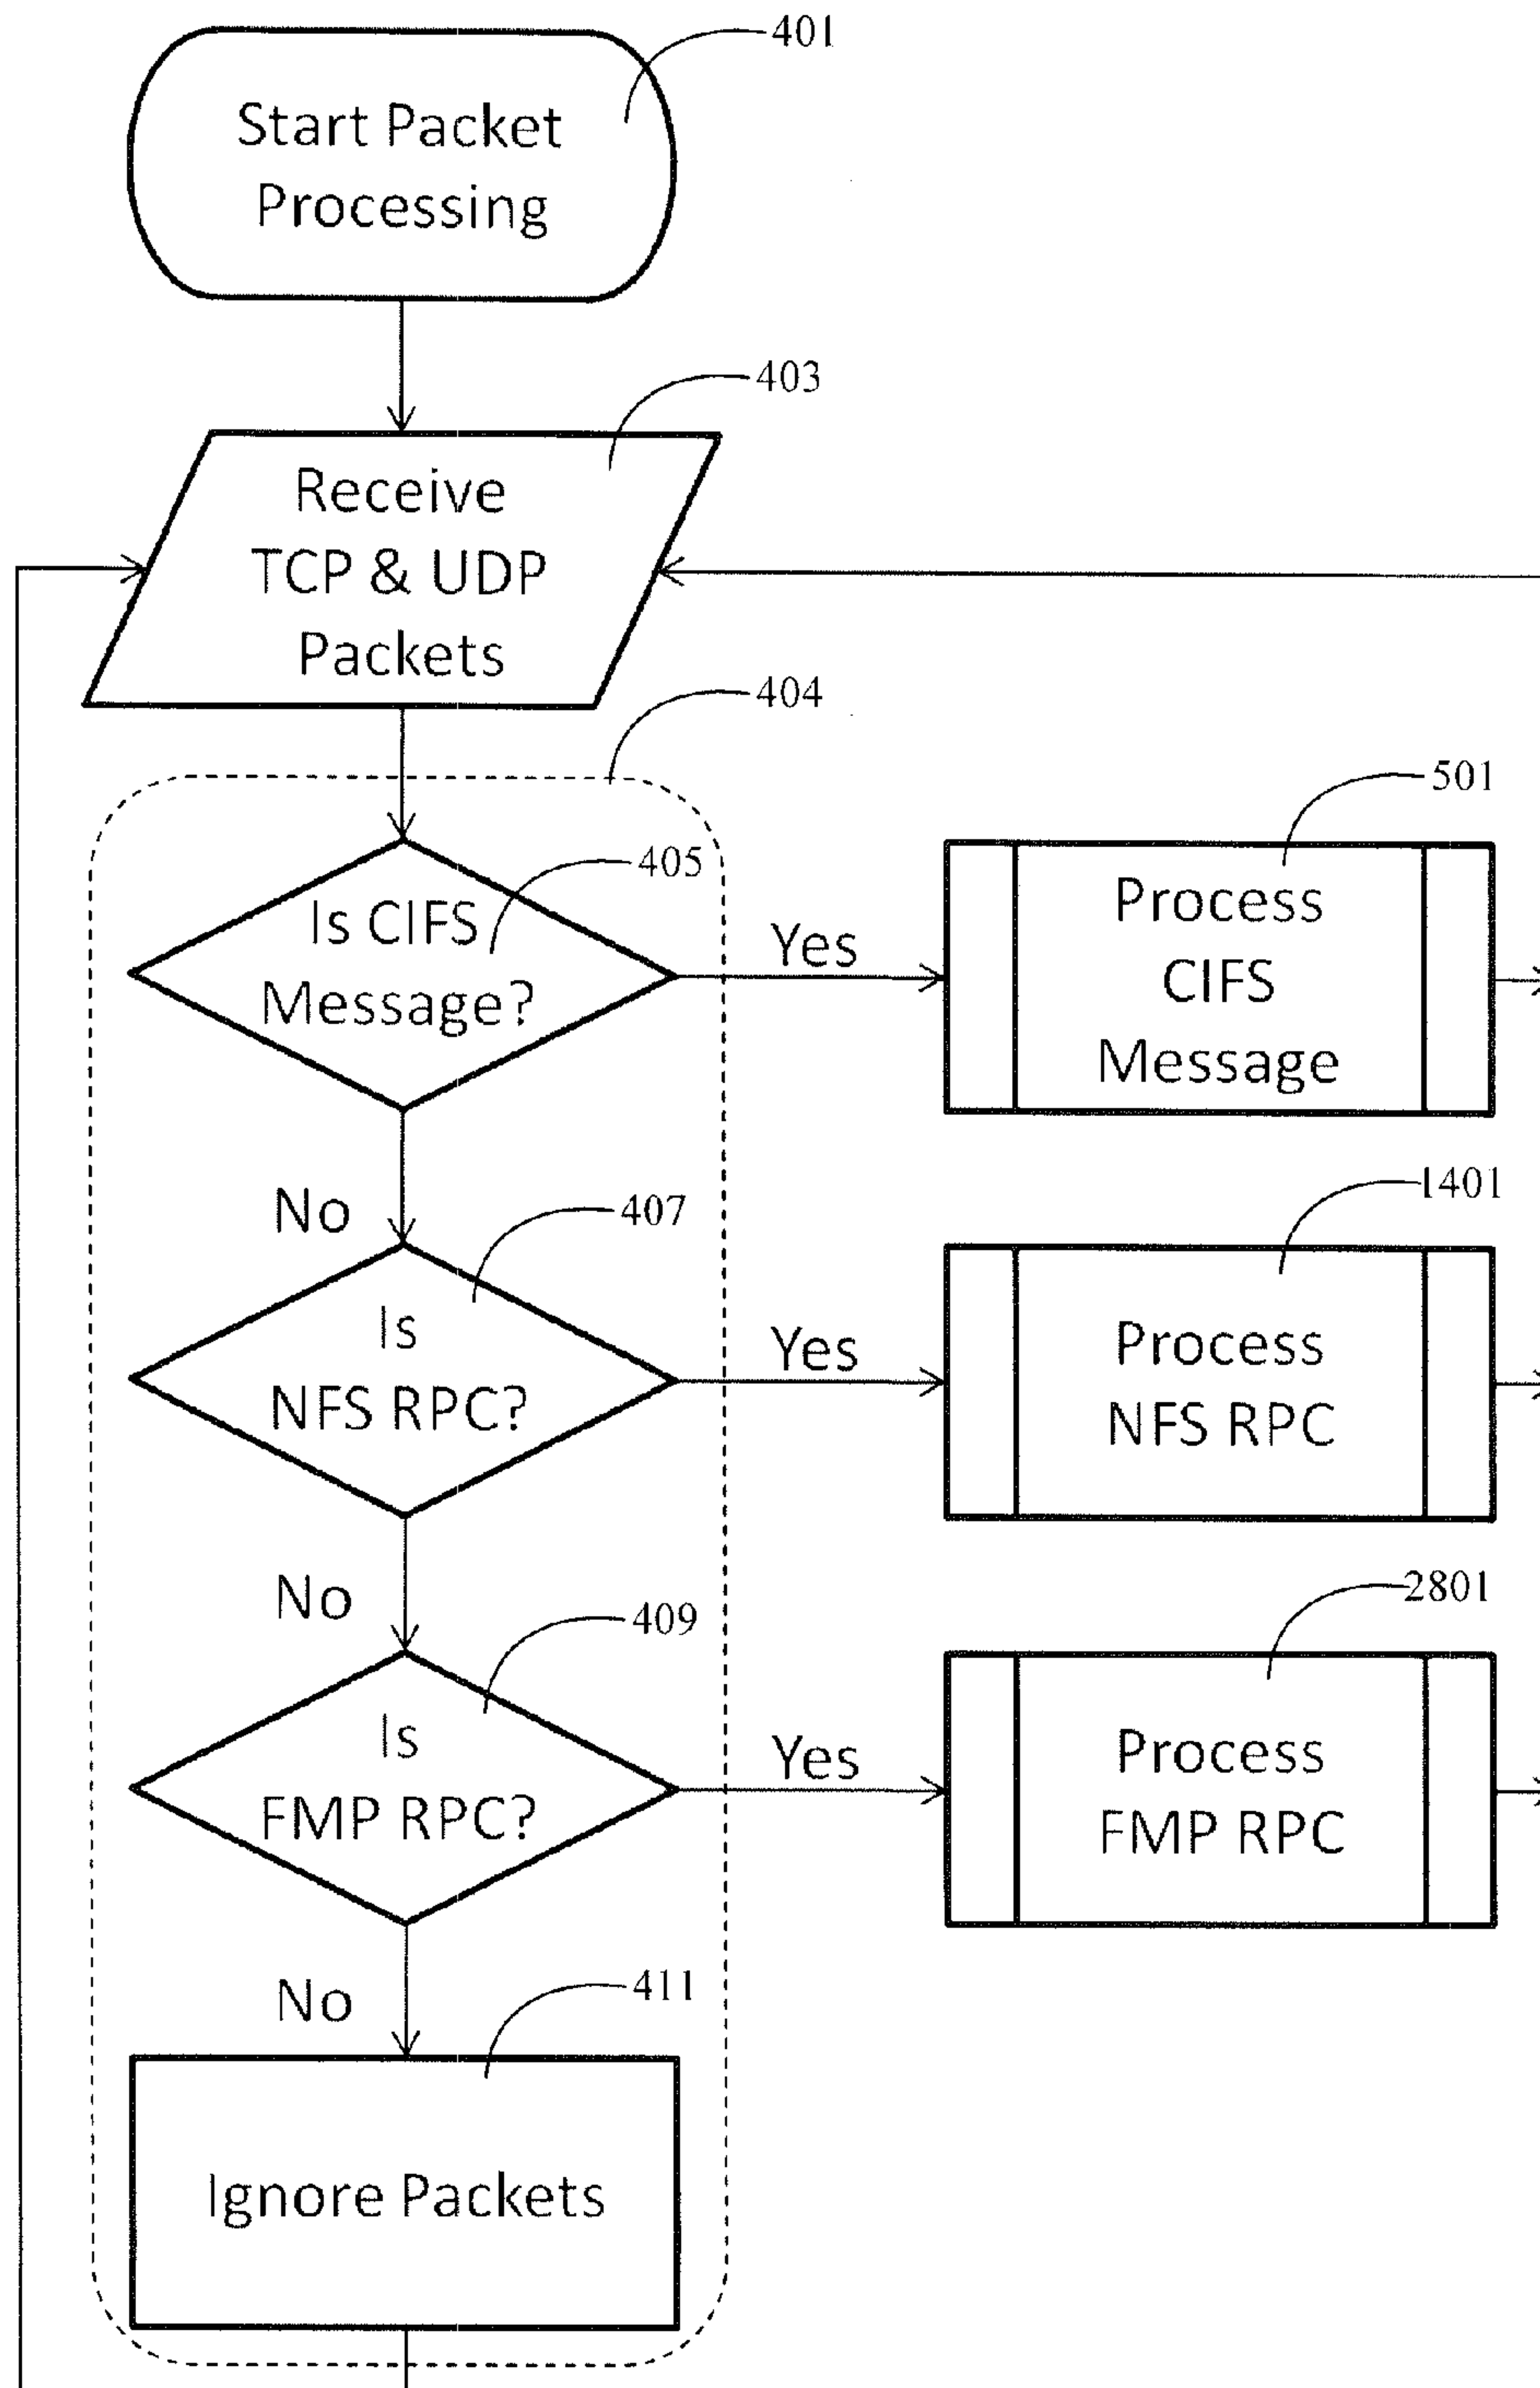 401
Start Packet
Processing
403
Receive
TCP & UDP
Packets
404
405
Is CIFS
Message?
Yes
501
Process
CIFS
Message
No
407
Is
NFS RPC?
Yes
1401
Process
NFS RPC
No
409
Is
FMP RPC?
Yes
2801
Process
FMP RPC
No
411
Ignore Packets